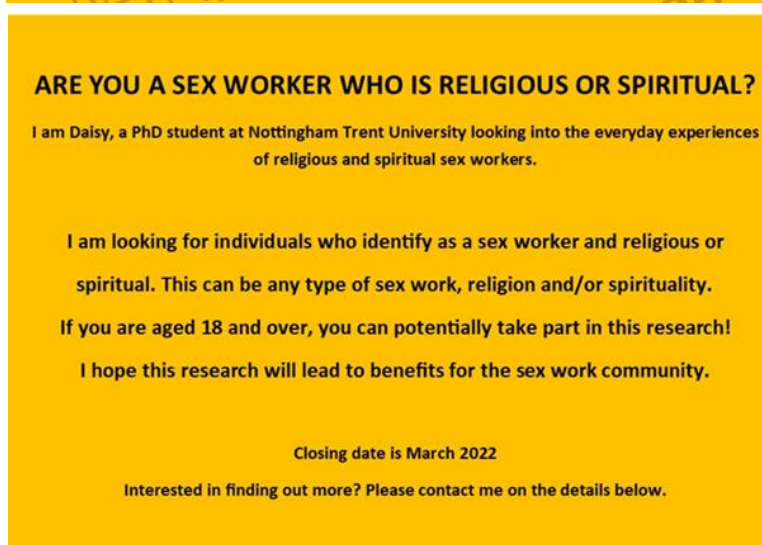 ARE YOU A SEX WORKER WHO IS RELIGIOUS OR SPIRITUAL?
I am Daisy, a PhD student at Nottingham Trent University looking into the everyday experiences
of religious and spiritual sex workers.
I am looking for individuals who identify as a sex worker and religious or
spiritual. This can be any type of sex work, religion and/or spirituality.
If you are aged 18 and over, you can potentially take part in this research!
I hope this research will lead to benefits for the sex work community.
Closing date is March 2022
Interested in finding out more? Please contact me on the details below.